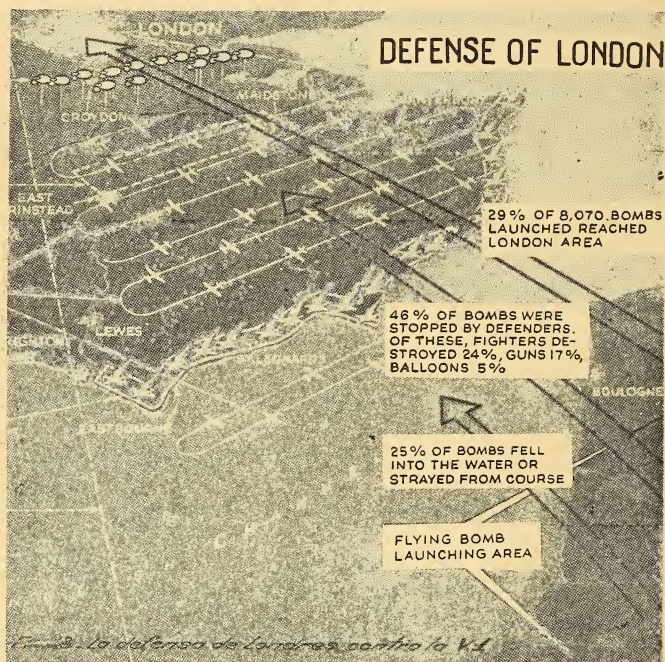 LONDON
DEFENSE OF LONDON
MAIDSTONE
CROYDON
EAST
GRINSTEAD
29% OF 8,070 BOMBS
LAUNCHED REACHED
LONDON AREA
46% OF BOMBS WERE
STOPPED BY DEFENDERS.
OF THESE, FIGHTERS DE-
STROYED 24%, GUNS 17%,
BALLOONS 5%
LEWES
BOULOGNE
EASTBOURNE
25% OF BOMBS FELL
INTO THE WATER OR
STRAYED FROM COURSE
FLYING BOMB
LAUNCHING AREA
La defensa de Londres contra la V-1